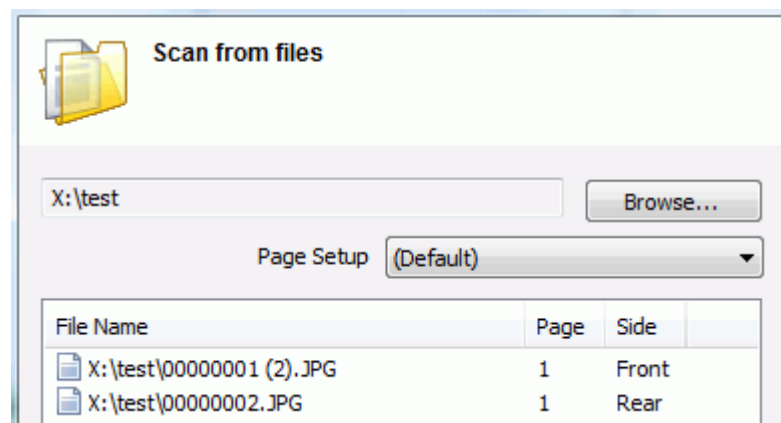 Scan from files
X:\test
Browse...
Page Setup (Default)
File Name Page Side
X:\test\00000001 (2).JPG 1 Front
X:\test\00000002.JPG 1 Rear